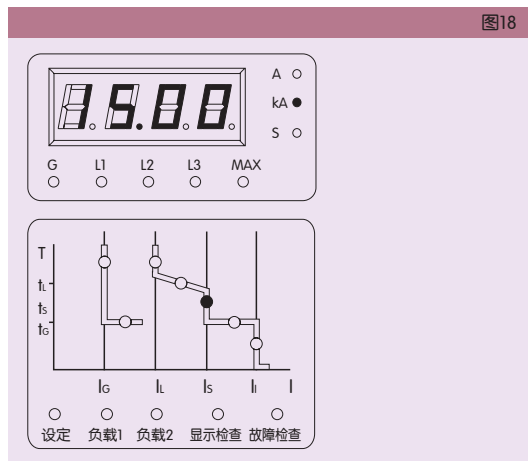 图18
15.00
A
kA
S
G L1 L2 L3 MAX
T
tL
tS
tG
IG IL IS II I
设定 负载1 负载2 显示检查 故障检查